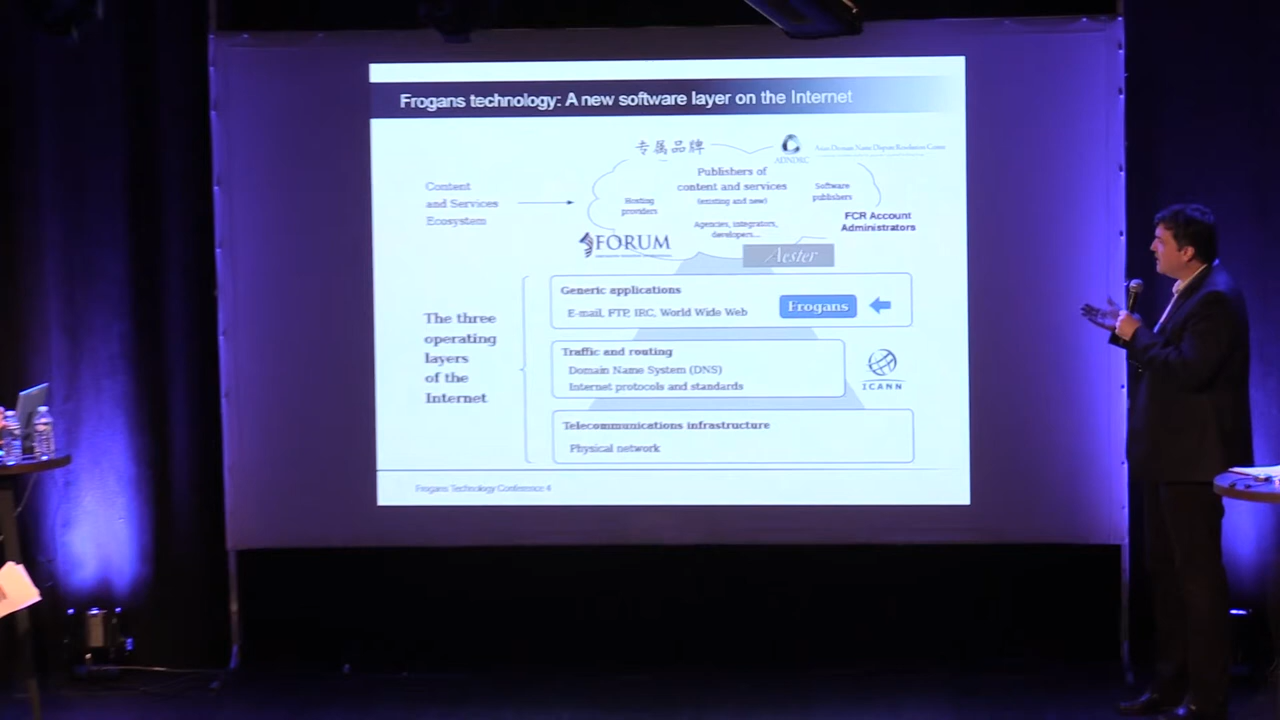 Frogans technology: A new software layer on the Internet
专属品牌
ADNDRC
Asian Domain Name Dispute Resolution Centre
Content
and Services
Ecosystem
Publishers of
content and services
(existing and new)
Hosting
providers
Software
publishers
Agencies, integrators,
developers...
FCR Account
Administrators
FORUM
Aester
The three
operating
layers
of the
Internet
Generic applications
E-mail, FTP, IRC, World Wide Web
Frogans
Traffic and routing
Domain Name System (DNS)
Internet protocols and standards
ICANN
Telecommunications infrastructure
Physical network
Frogans Technology Conference 4